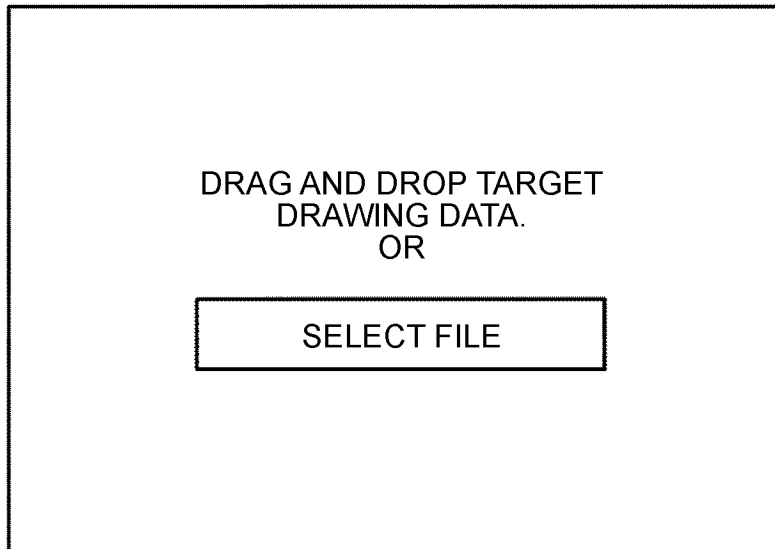 DRAG AND DROP TARGET
DRAWING DATA.
OR
SELECT FILE